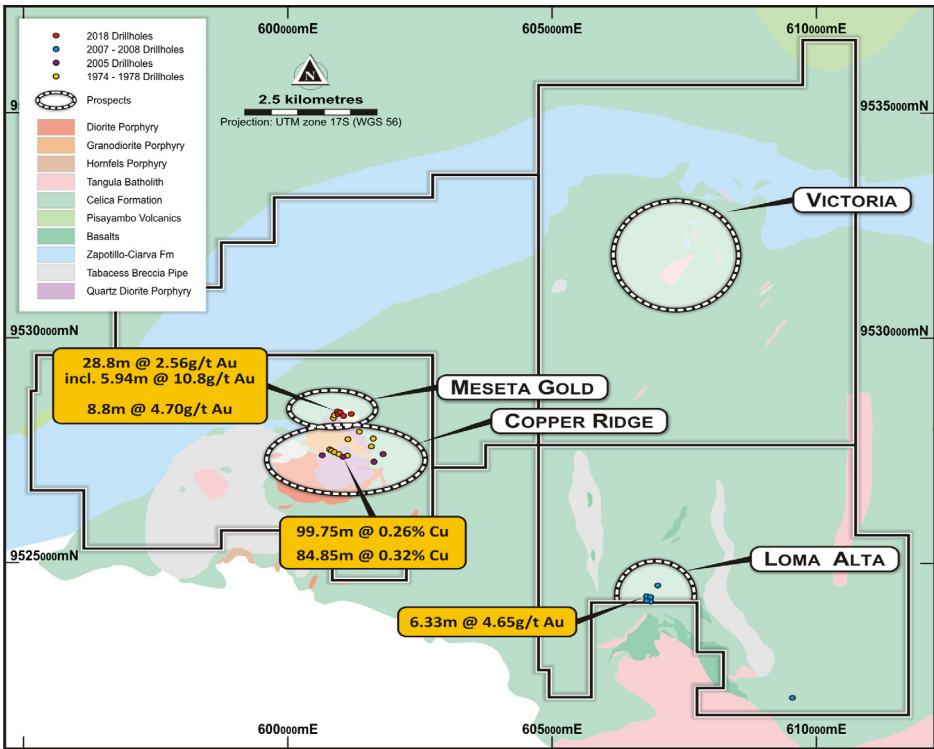 600000mE
605000mE
610000mE
2018 Drillholes
2007 - 2008 Drillholes
2005 Drillholes
1974 - 1978 Drillholes
Prospects
Diorite Porphyry
Granodiorite Porphyry
Hornfels Porphyry
Tangula Batholith
Celica Formation
Pisayambo Volcanics
Basalts
Zapotillo-Ciarva Fm
Tabacess Breccia Pipe
Quartz Diorite Porphyry
N
2.5 kilometres
Projection: UTM zone 17S (WGS 56)
9535000mN
VICTORIA
9530000mN
9530000mN
28.8m @ 2.56g/t Au
incl. 5.94m @ 10.8g/t Au
8.8m @ 4.70g/t Au
MESETA GOLD
COPPER RIDGE
99.75m @ 0.26% Cu
84.85m @ 0.32% Cu
9525000mN
9525000mN
LOMA ALTA
6.33m @ 4.65g/t Au
600000mE
605000mE
610000mE